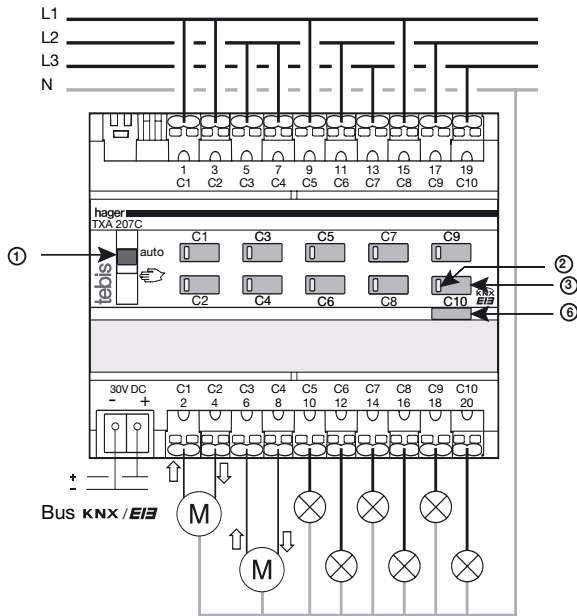 L1
L2
L3
N
1 3 5 7 9 11 13 15 17 19
C1 C2 C3 C4 C5 C6 C7 C8 C9 C10
hager
TXA 207C
tebis
auto
C1 C3 C5 C7 C9
C2 C4 C6 C8 C10
KNX
EIB
1
2
3
6
30V DC
- +
C1 C2 C3 C4 C5 C6 C7 C8 C9 C10
2 4 6 8 10 12 14 16 18 20
+
-
Bus KNX / EIB
M
M